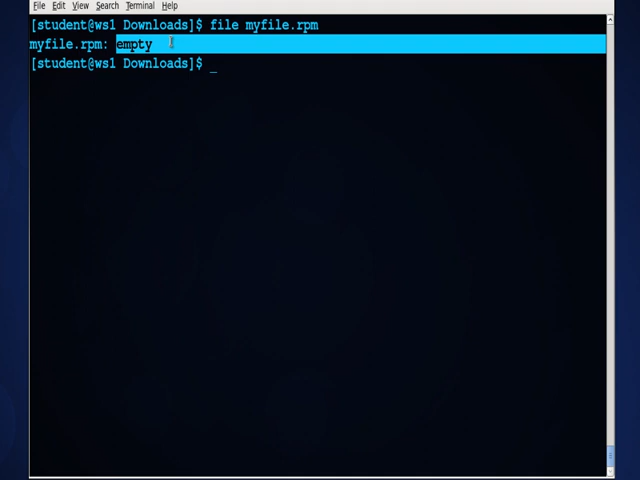 File Edit View Search Terminal Help
[student@ws1 Downloads]$ file myfile.rpm
myfile.rpm: empty
[student@ws1 Downloads]$ _